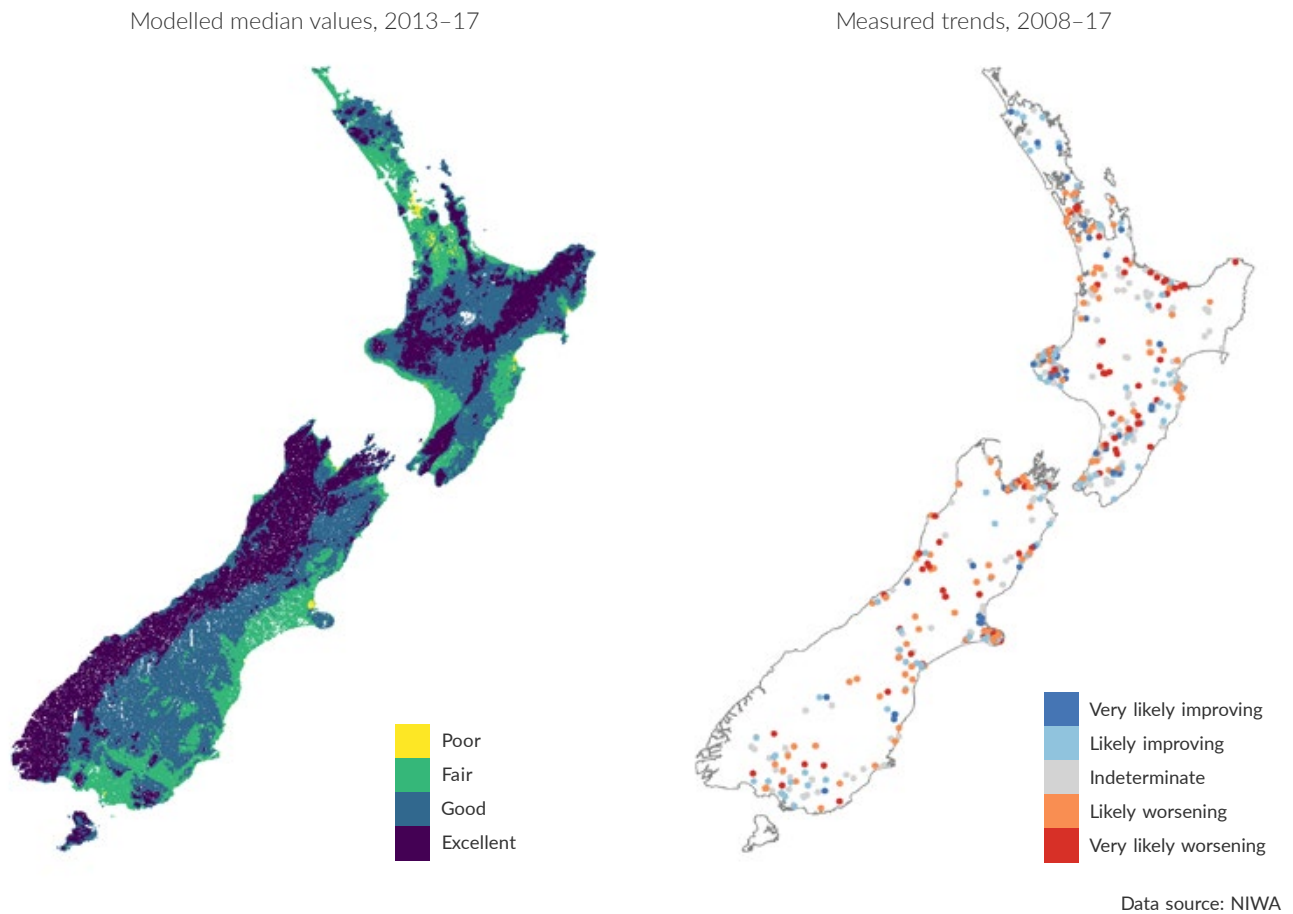 Modelled median values, 2013–17
Measured trends, 2008–17
Poor
Fair
Good
Excellent
Very likely improving
Likely improving
Indeterminate
Likely worsening
Very likely worsening
Data source: NIWA